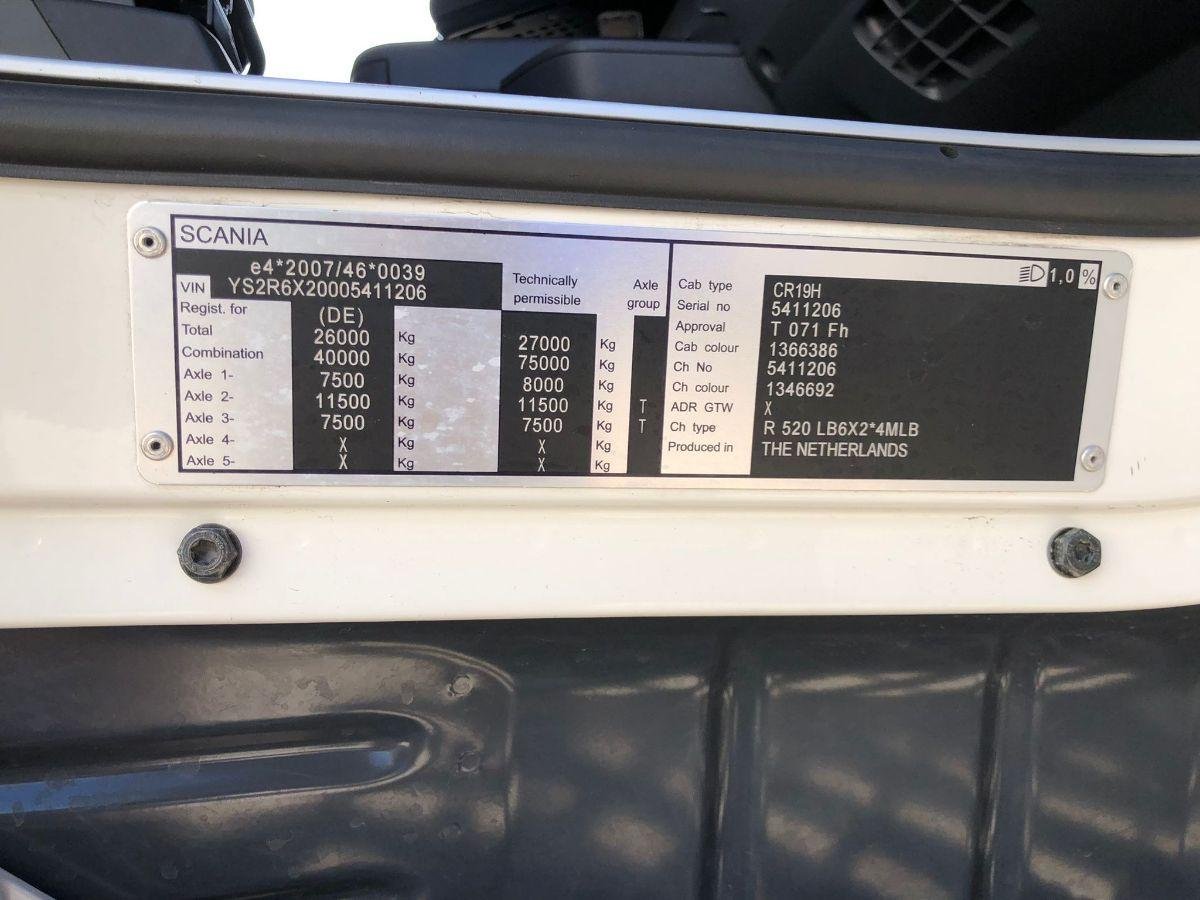 SCANIA
e4*2007/46*0039
VIN YS2R6X20005411206
Technically permissible Axle group
Regist. for (DE)
Total 26000 Kg 27000 Kg
Combination 40000 Kg 75000 Kg
Axle 1- 7500 Kg 8000 Kg
Axle 2- 11500 Kg 11500 Kg T
Axle 3- 7500 Kg 7500 Kg T
Axle 4- X Kg X Kg
Axle 5- X Kg X Kg
1,0 %
Cab type CR19H
Serial no 5411206
Approval T 071 Fh
Cab colour 1366386
Ch No 5411206
Ch colour 1346692
ADR GTW X
Ch type R 520 LB6X2*4MLB
Produced in THE NETHERLANDS